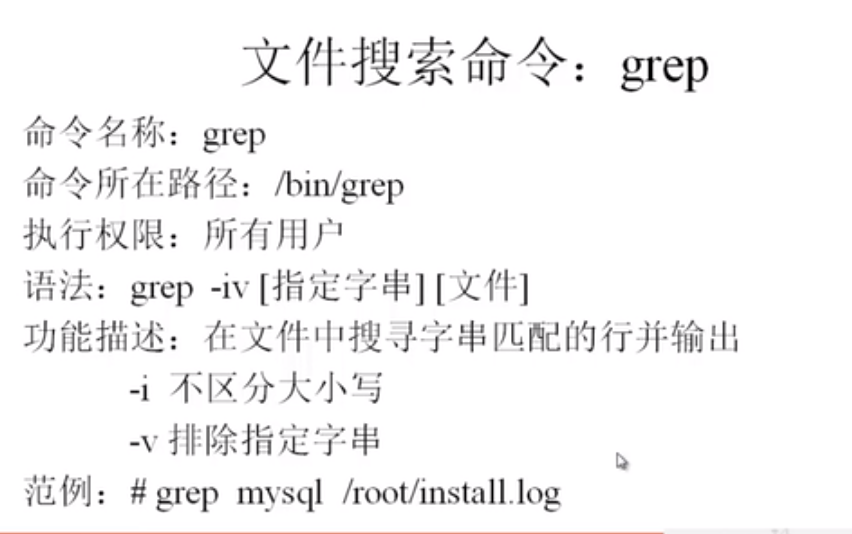 文件搜索命令：grep
命令名称：grep
命令所在路径：/bin/grep
执行权限：所有用户
语法：grep -iv [指定字串] [文件]
功能描述：在文件中搜寻字串匹配的行并输出
-i 不区分大小写
-v 排除指定字串
范例：# grep mysql /root/install.log